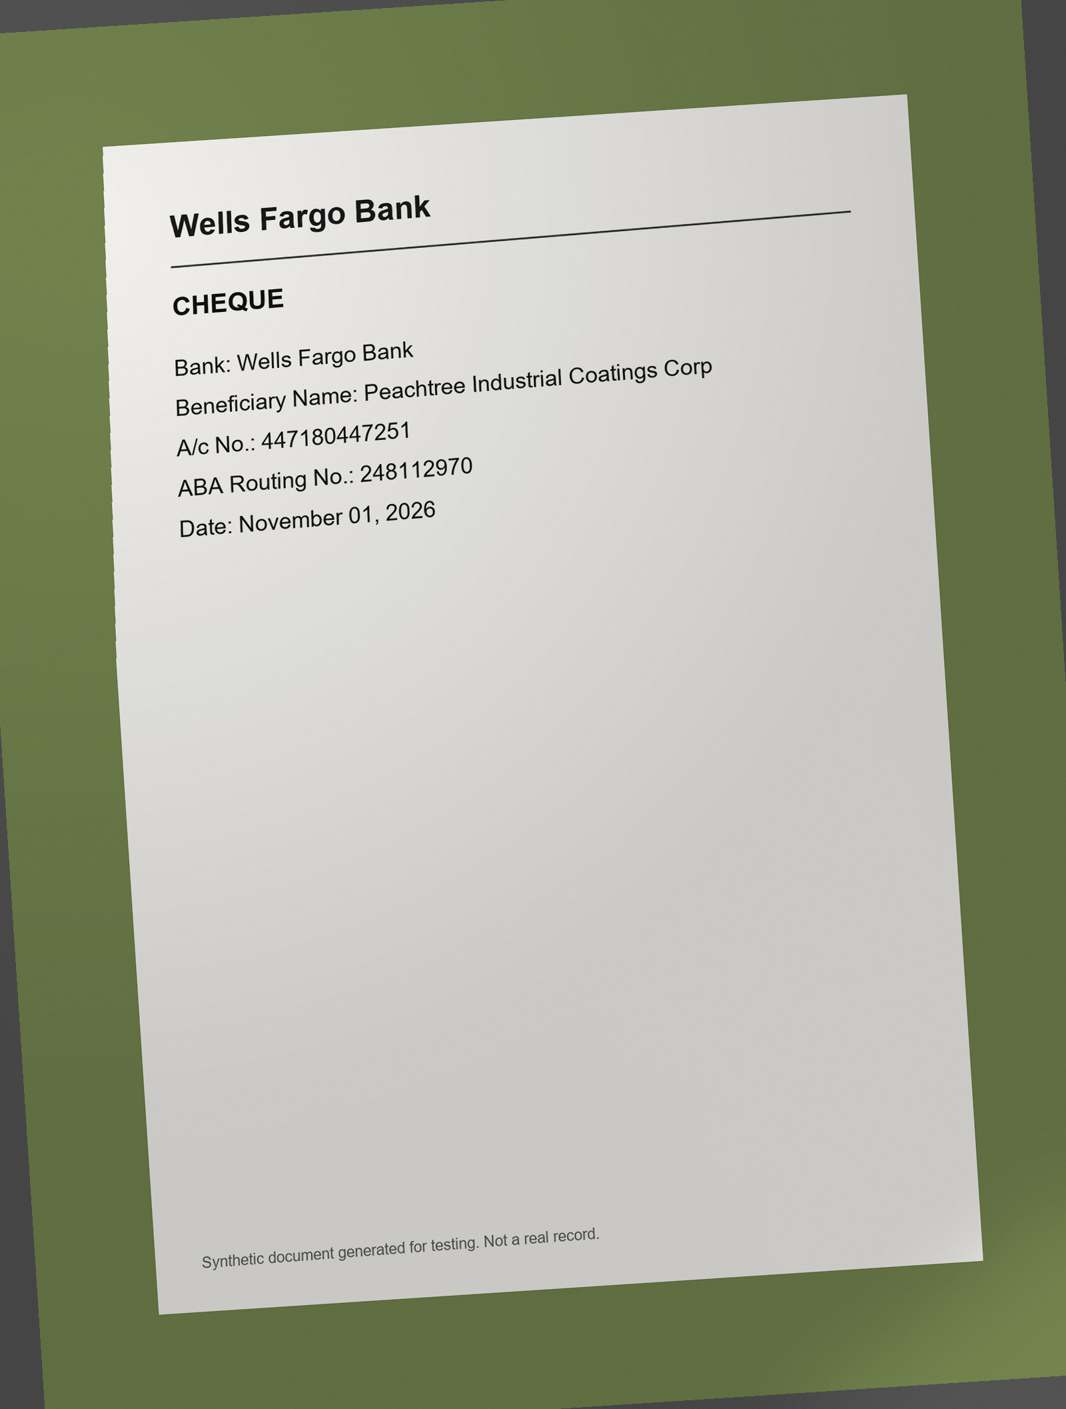 Wells Fargo Bank
CHEQUE
Bank: Wells Fargo Bank
Beneficiary Name: Peachtree Industrial Coatings Corp
A/c No.: 447180447251
ABA Routing No.: 248112970
Date: November 01, 2026
Synthetic document generated for testing. Not a real record.